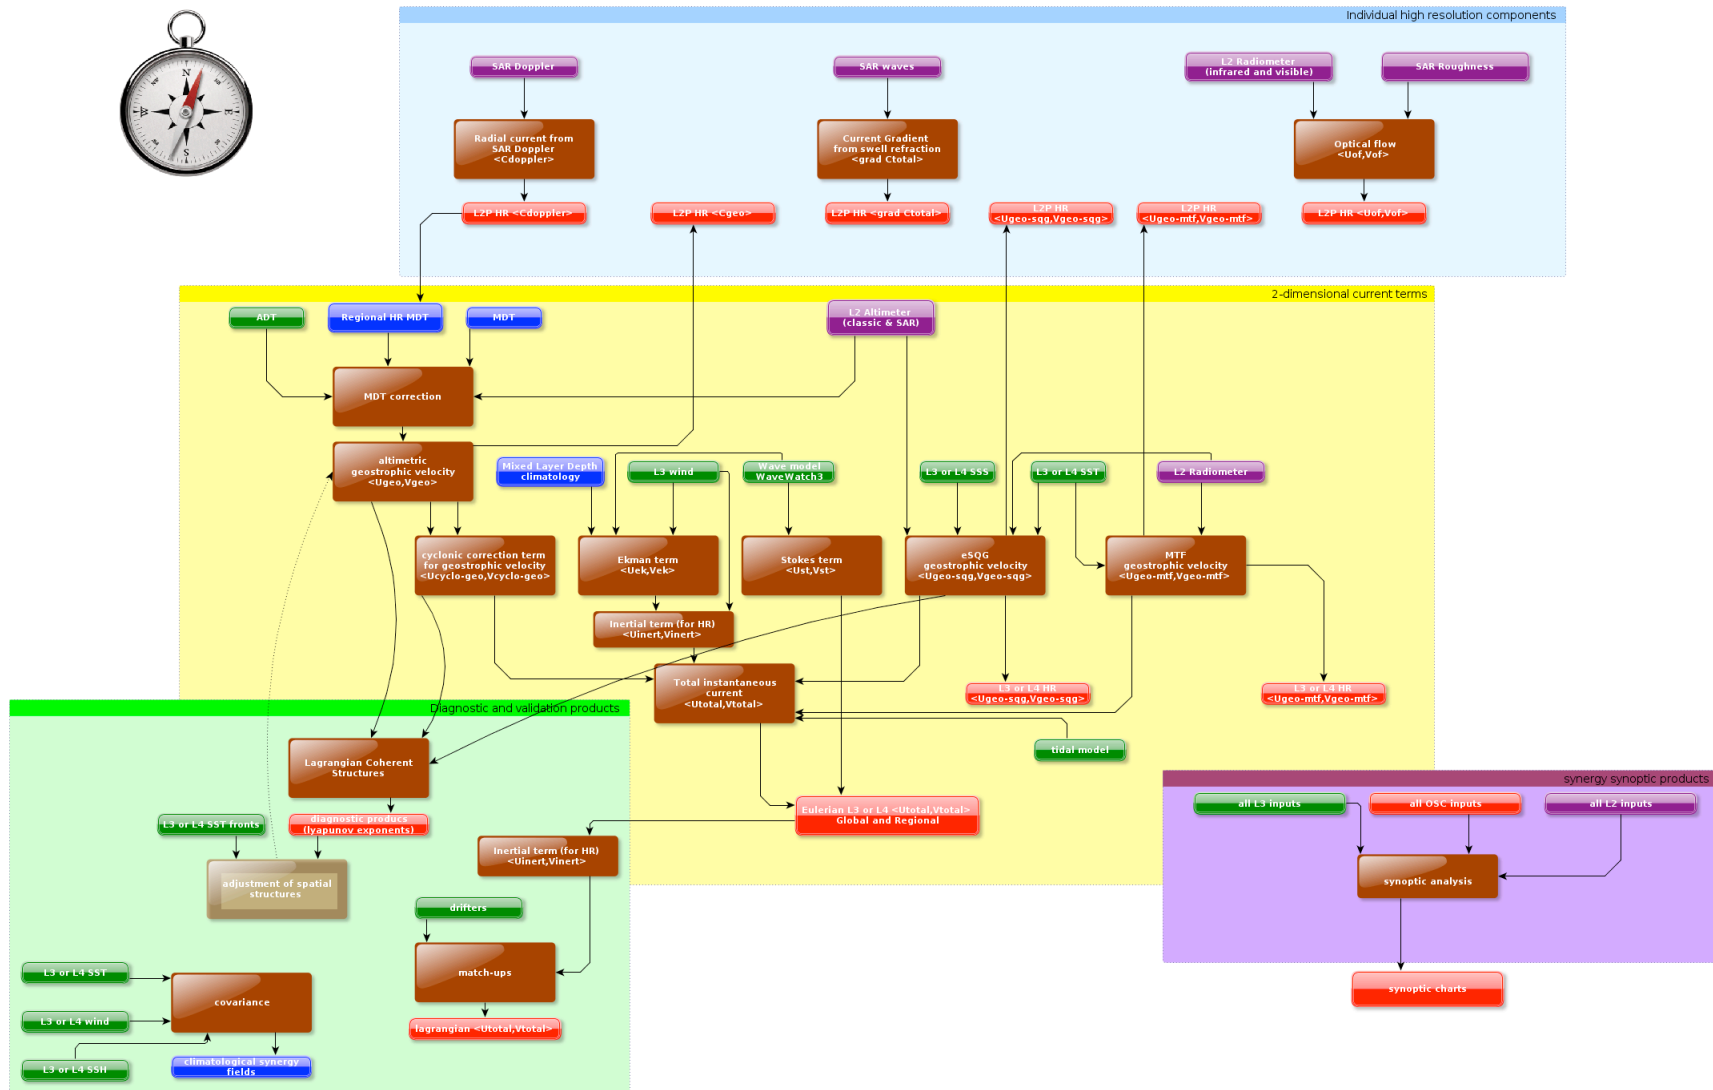 Individual high resolution components
SAR Doppler
SAR waves
L2 Radiometer
(infrared and visible)
SAR Roughness
N
E
S
W
Radial current from
SAR Doppler
<Cdoppler>
Current Gradient
from swell refraction
<grad Ctotal>
Optical flow
<Uof,Vof>
L2P HR <Cdoppler>
L2P HR <Cgeo>
L2P HR <grad Ctotal>
L2P HR
<Ugeo-sqg,Vgeo-sqg>
L2P HR
<Ugeo-mtf,Vgeo-mtf>
L2P HR <Uof,Vof>
2-dimensional current terms
ADT
Regional HR MDT
MDT
L2 Altimeter
(classic & SAR)
MDT correction
altimetric
geostrophic velocity
<Ugeo,Vgeo>
Mixed Layer Depth
climatology
L3 wind
Wave model
WaveWatch3
L3 or L4 SSS
L3 or L4 SST
L2 Radiometer
cyclonic correction term
for geostrophic velocity
<Ucyclo-geo,Vcyclo-geo>
Ekman term
<Uek,Vek>
Stokes term
<Ust,Vst>
eSQG
geostrophic velocity
<Ugeo-sqg,Vgeo-sqg>
MTF
geostrophic velocity
<Ugeo-mtf,Vgeo-mtf>
Inertial term (for HR)
<Uinert,Vinert>
Total instantaneous
current
<Utotal,Vtotal>
L3 or L4 HR
<Ugeo-sqg,Vgeo-sqg>
L3 or L4 HR
<Ugeo-mtf,Vgeo-mtf>
tidal model
Eulerian L3 or L4 <Utotal,Vtotal>
Global and Regional
Diagnostic and validation products
Lagrangian Coherent
Structures
L3 or L4 SST fronts
diagnostic producs
(lyapunov exponents)
adjustment of spatial
structures
Inertial term (for HR)
<Uinert,Vinert>
drifters
match-ups
lagrangian <Utotal,Vtotal>
L3 or L4 SST
covariance
L3 or L4 wind
L3 or L4 SSH
climatological synergy
fields
synergy synoptic products
all L3 inputs
all OSC inputs
all L2 inputs
synoptic analysis
synoptic charts